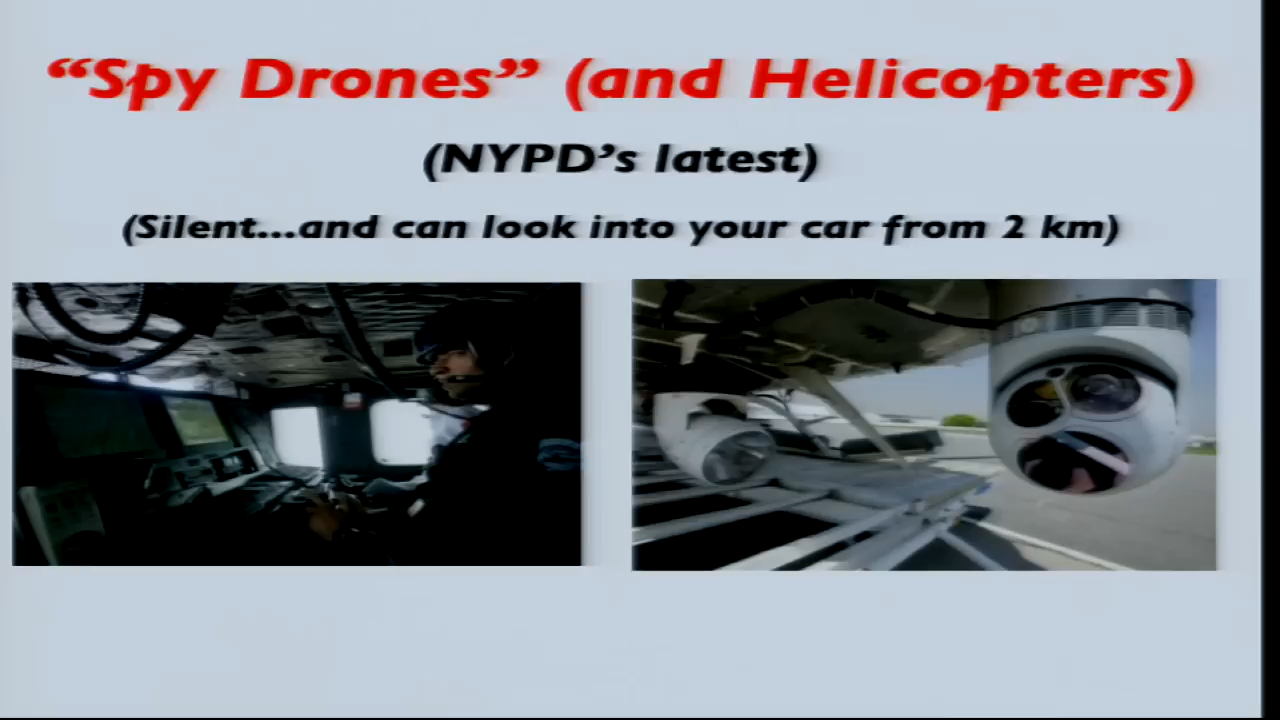 “Spy Drones” (and Helicopters)
(NYPD’s latest)
(Silent...and can look into your car from 2 km)